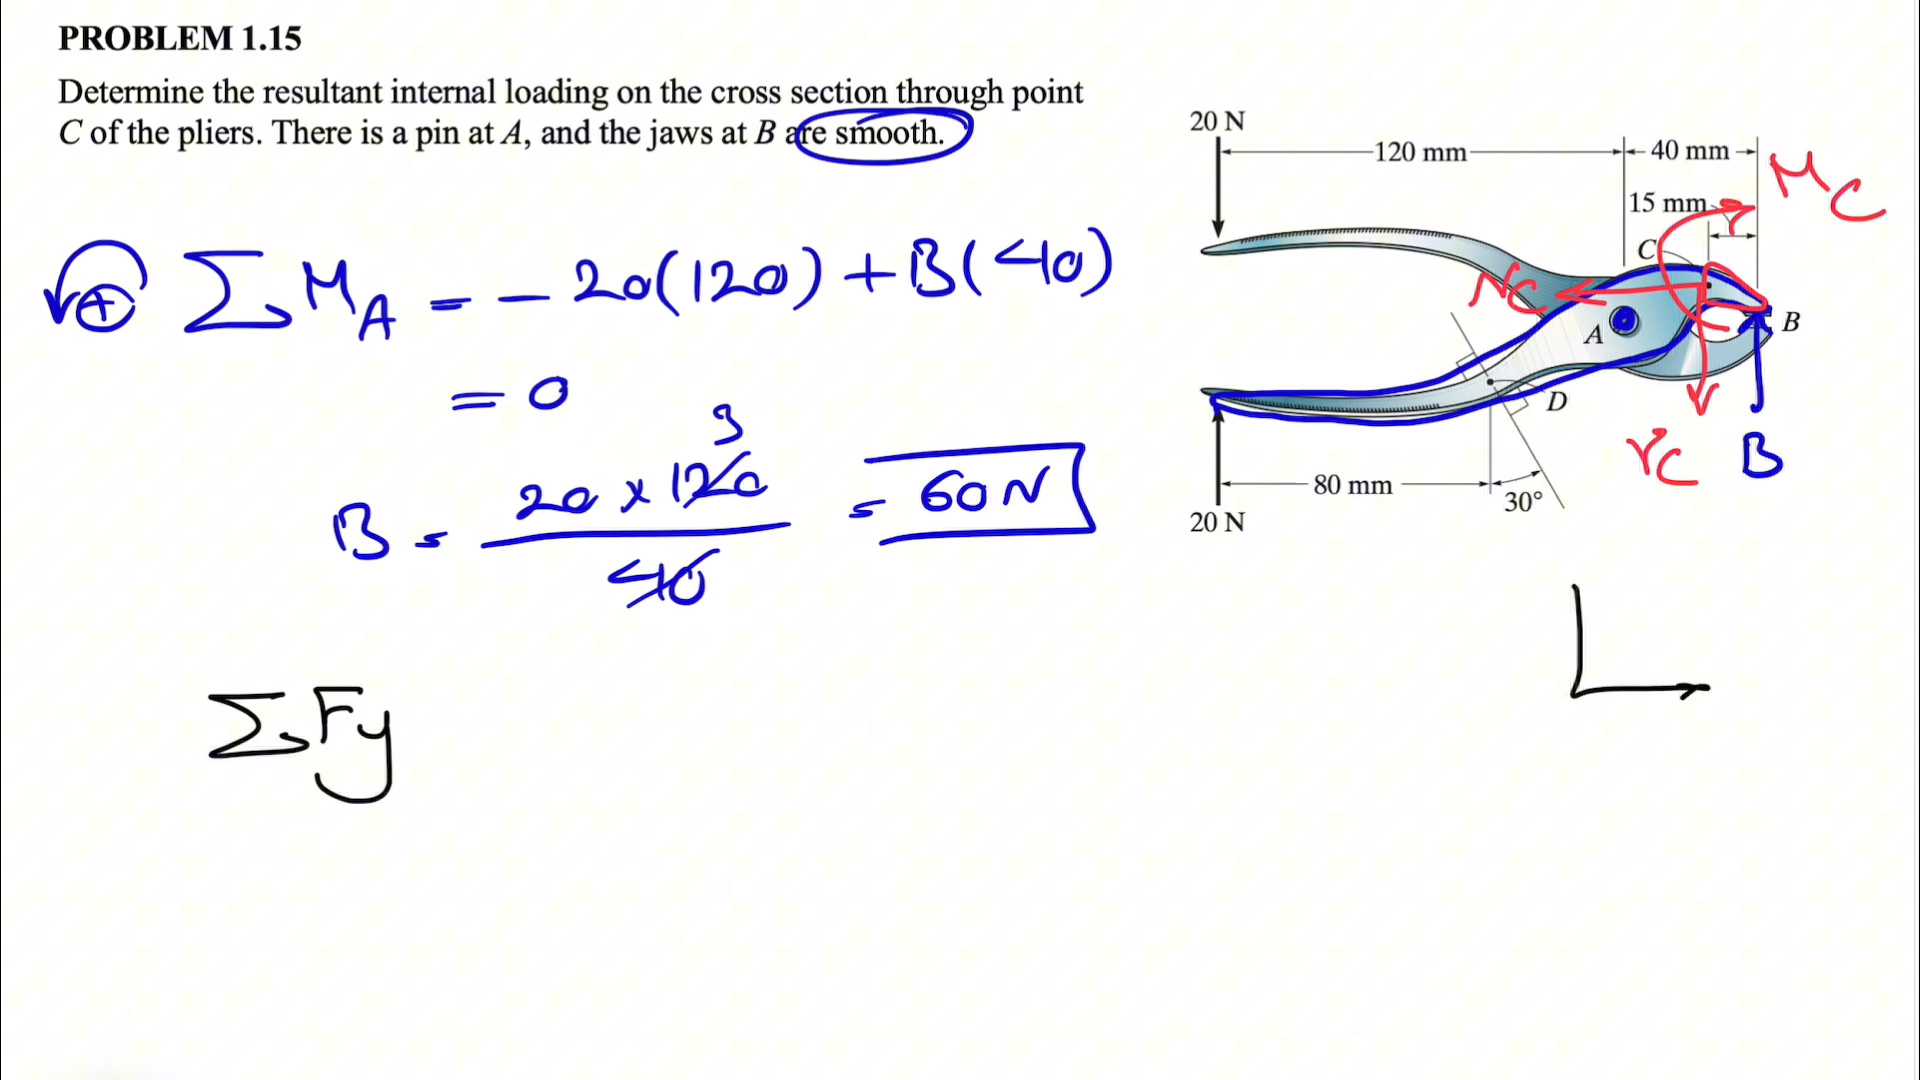 PROBLEM 1.15
Determine the resultant internal loading on the cross section through point
C of the pliers. There is a pin at A, and the jaws at B are smooth.
20 N
120 mm
40 mm
15 mm
M_C
C
N_C
A
B
D
V_C
B
80 mm
30°
20 N
+ ΣM_A = - 20(120) + B(40)
= 0
B = 20 x 120 / 40 = 60 N
3
ΣFy